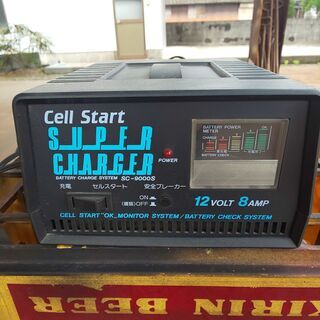 Cell Start
SUPER
CHARGER
BATTERY CHARGE SYSTEM SC-9000S
POWER
BATTERY POWER
METER
BATTERY CHECK
充電 セルスタート 安全ブレーカー
ON
OFF
12 VOLT 8 AMP
CELL START "OK" MONITOR SYSTEM / BATTERY CHECK SYSTEM
KIRIN BEER